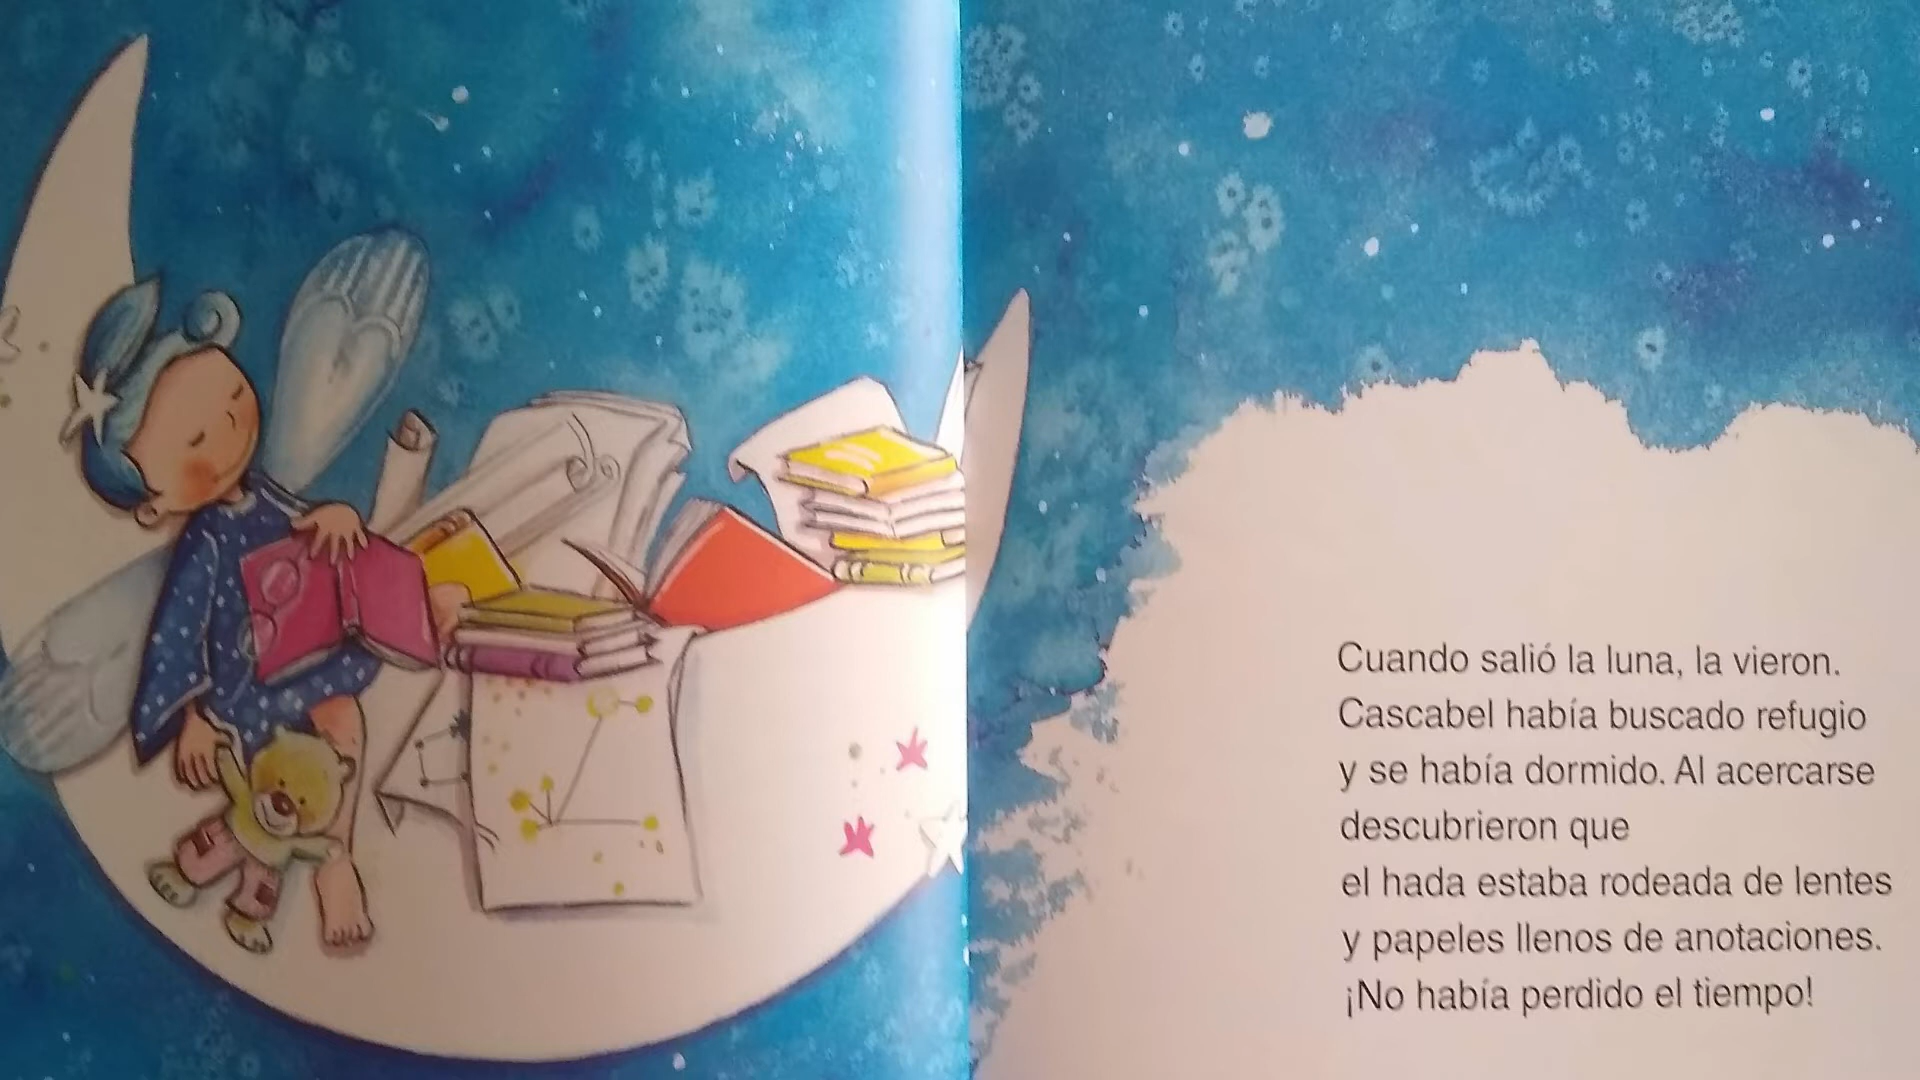 Cuando salió la luna, la vieron.
Cascabel había buscado refugio
y se había dormido. Al acercarse
descubrieron que
el hada estaba rodeada de lentes
y papeles llenos de anotaciones.
¡No había perdido el tiempo!